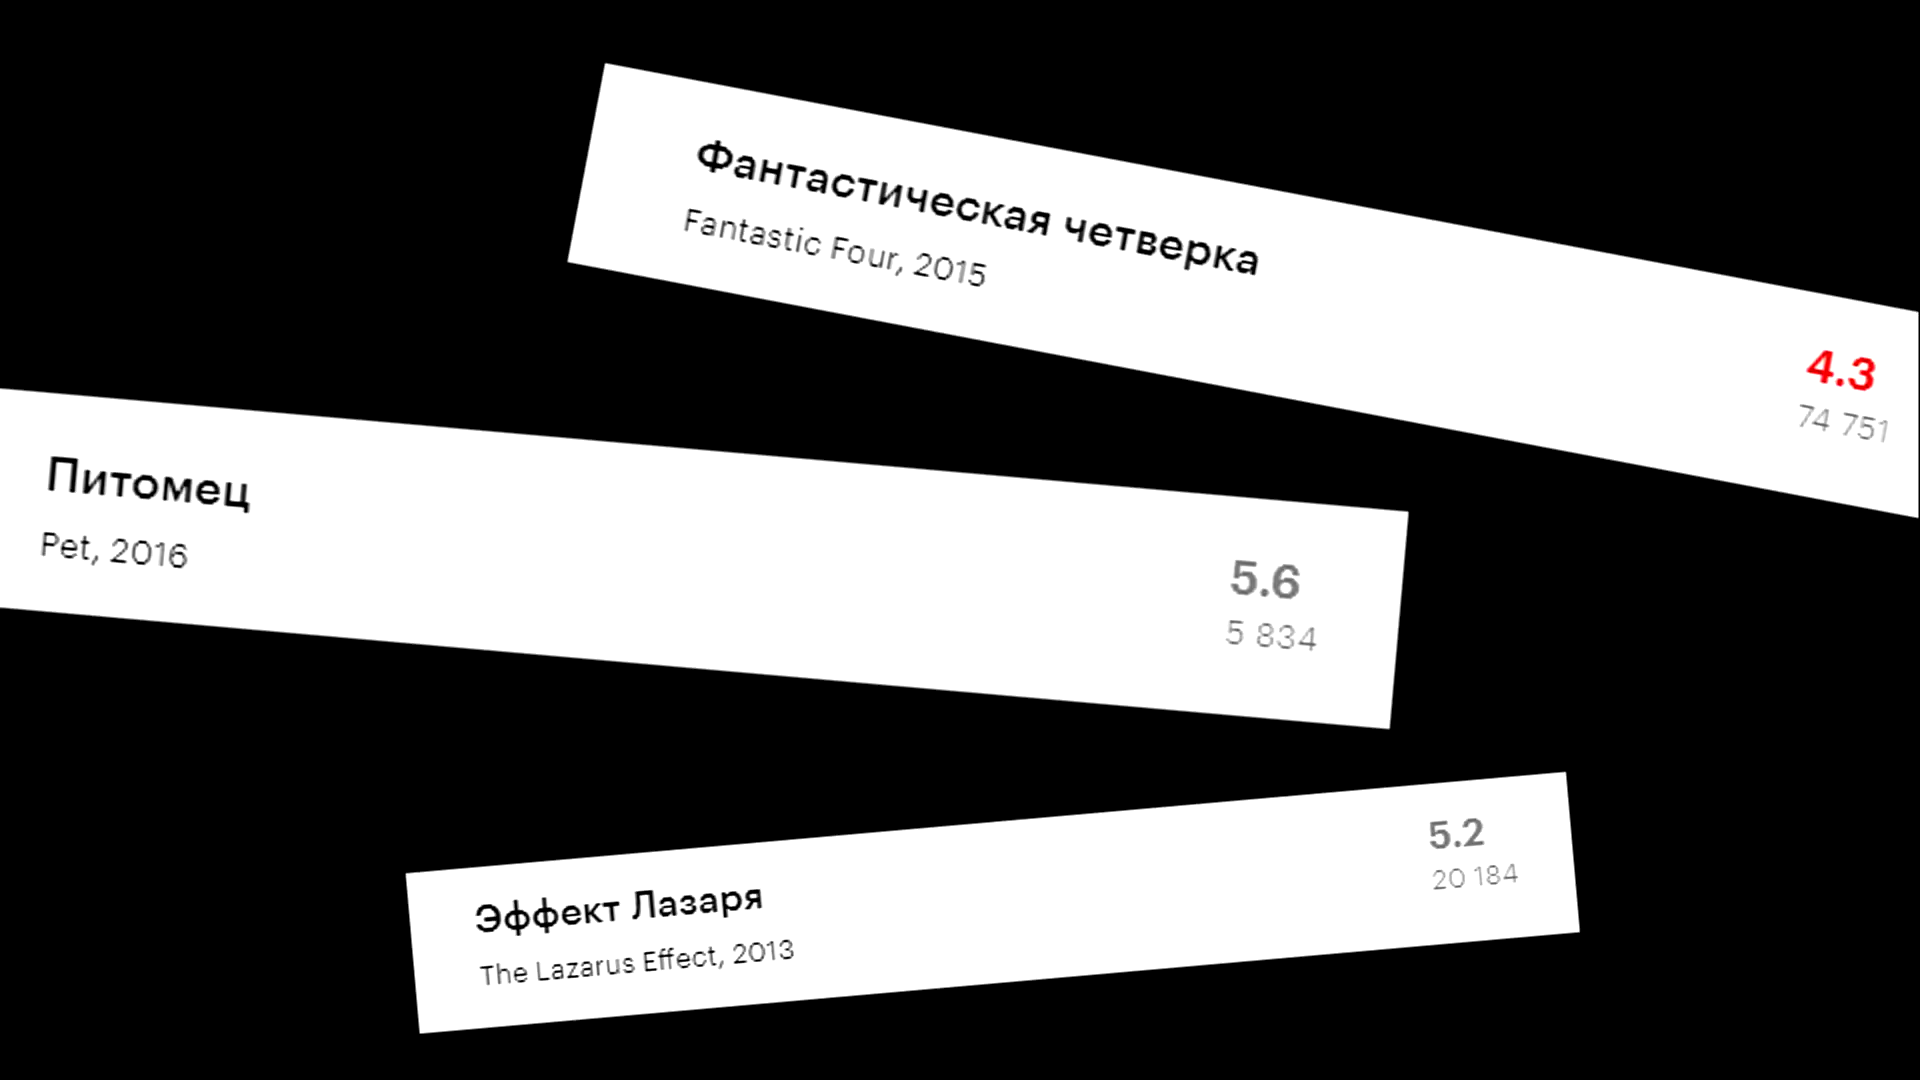 Фантастическая четверка
Fantastic Four, 2015
4.3
74 751
Питомец
Pet, 2016
5.6
5 834
Эффект Лазаря
The Lazarus Effect, 2013
5.2
20 184